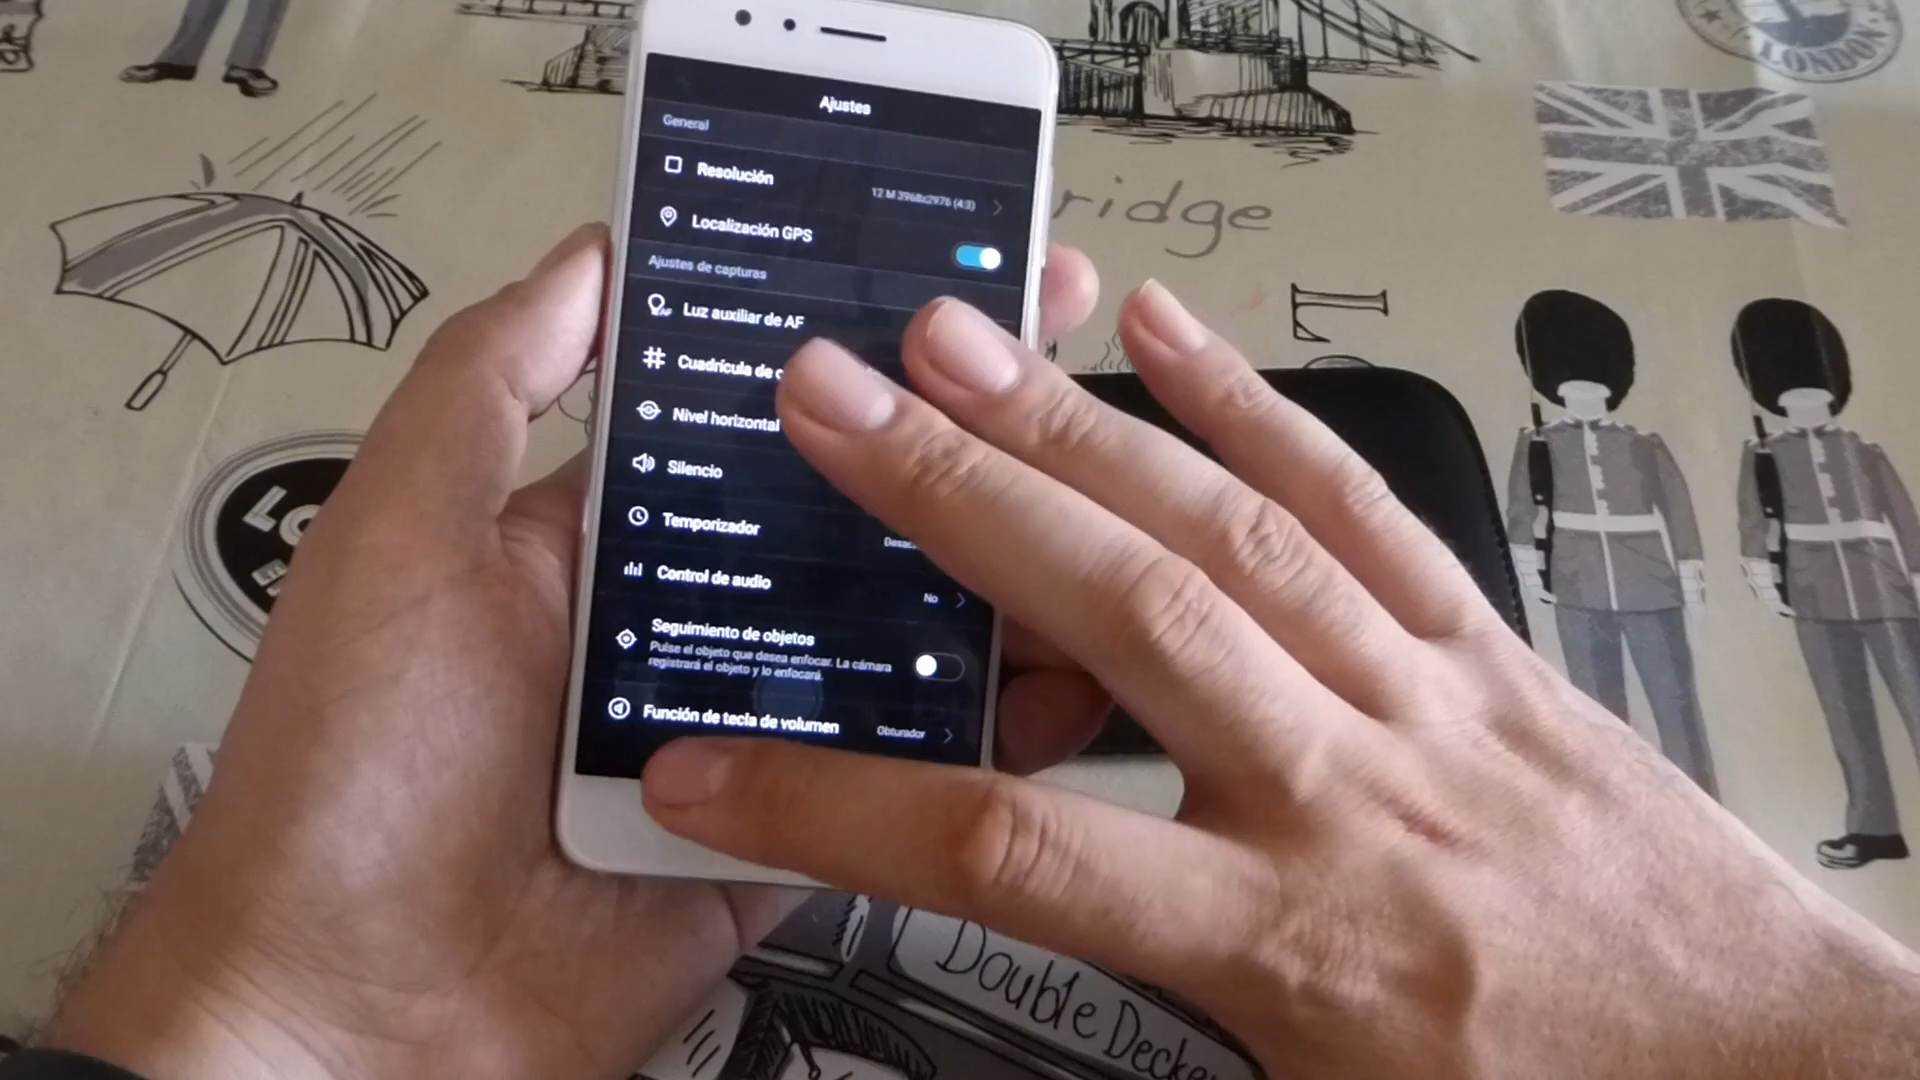 LONDON
Ajustes
General
Resolución
12 M 3968x2976 (4:3)
Localización GPS
Ajustes de capturas
Luz auxiliar de AF
Cuadrícula de
Nivel horizontal
Silencio
Temporizador
Control de audio
No
Seguimiento de objetos
Pulse el objeto que desea enfocar. La cámara
registrará el objeto y lo enfocará.
Función de tecla de volumen
Obturador
ridge
Double Decke